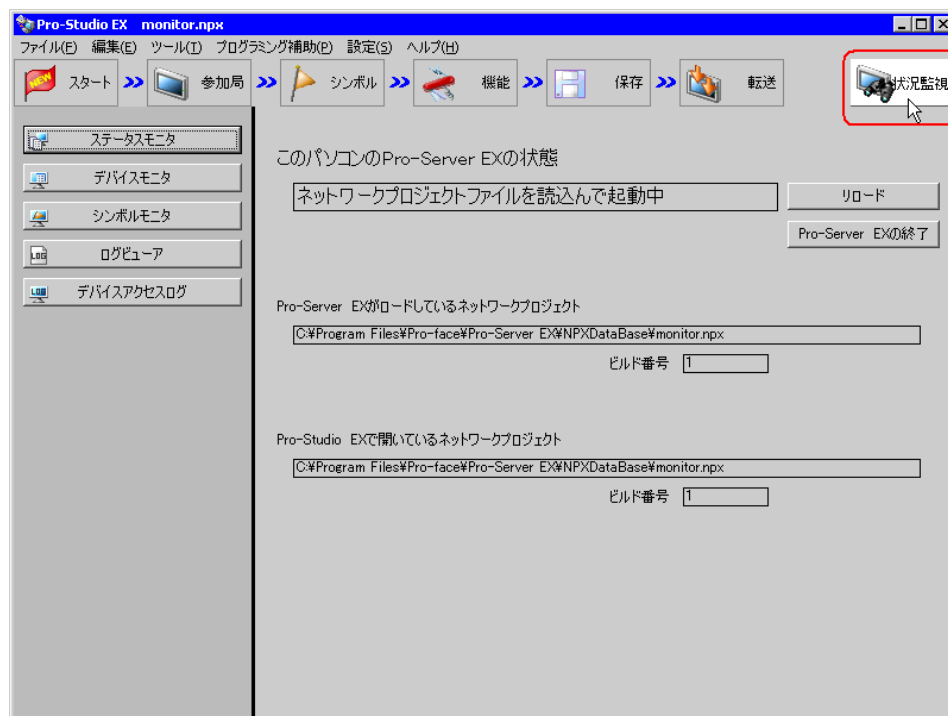 Pro-Studio EX monitor.npx
ファイル(F) 編集(E) ツール(T) プログラミング補助(P) 設定(S) ヘルプ(H)
NEW スタート 参加局 シンボル 機能 保存 転送 状況監視
ステータスモニタ
デバイスモニタ
シンボルモニタ
LOG ログビューア
LOG デバイスアクセスログ
このパソコンのPro-Server EXの状態
ネットワークプロジェクトファイルを読込んで起動中 リロード
Pro-Server EXの終了
Pro-Server EXがロードしているネットワークプロジェクト
C:¥Program Files¥Pro-face¥Pro-Server EX¥NPXDataBase¥monitor.npx
ビルド番号 1
Pro-Studio EXで開いているネットワークプロジェクト
C:¥Program Files¥Pro-face¥Pro-Server EX¥NPXDataBase¥monitor.npx
ビルド番号 1